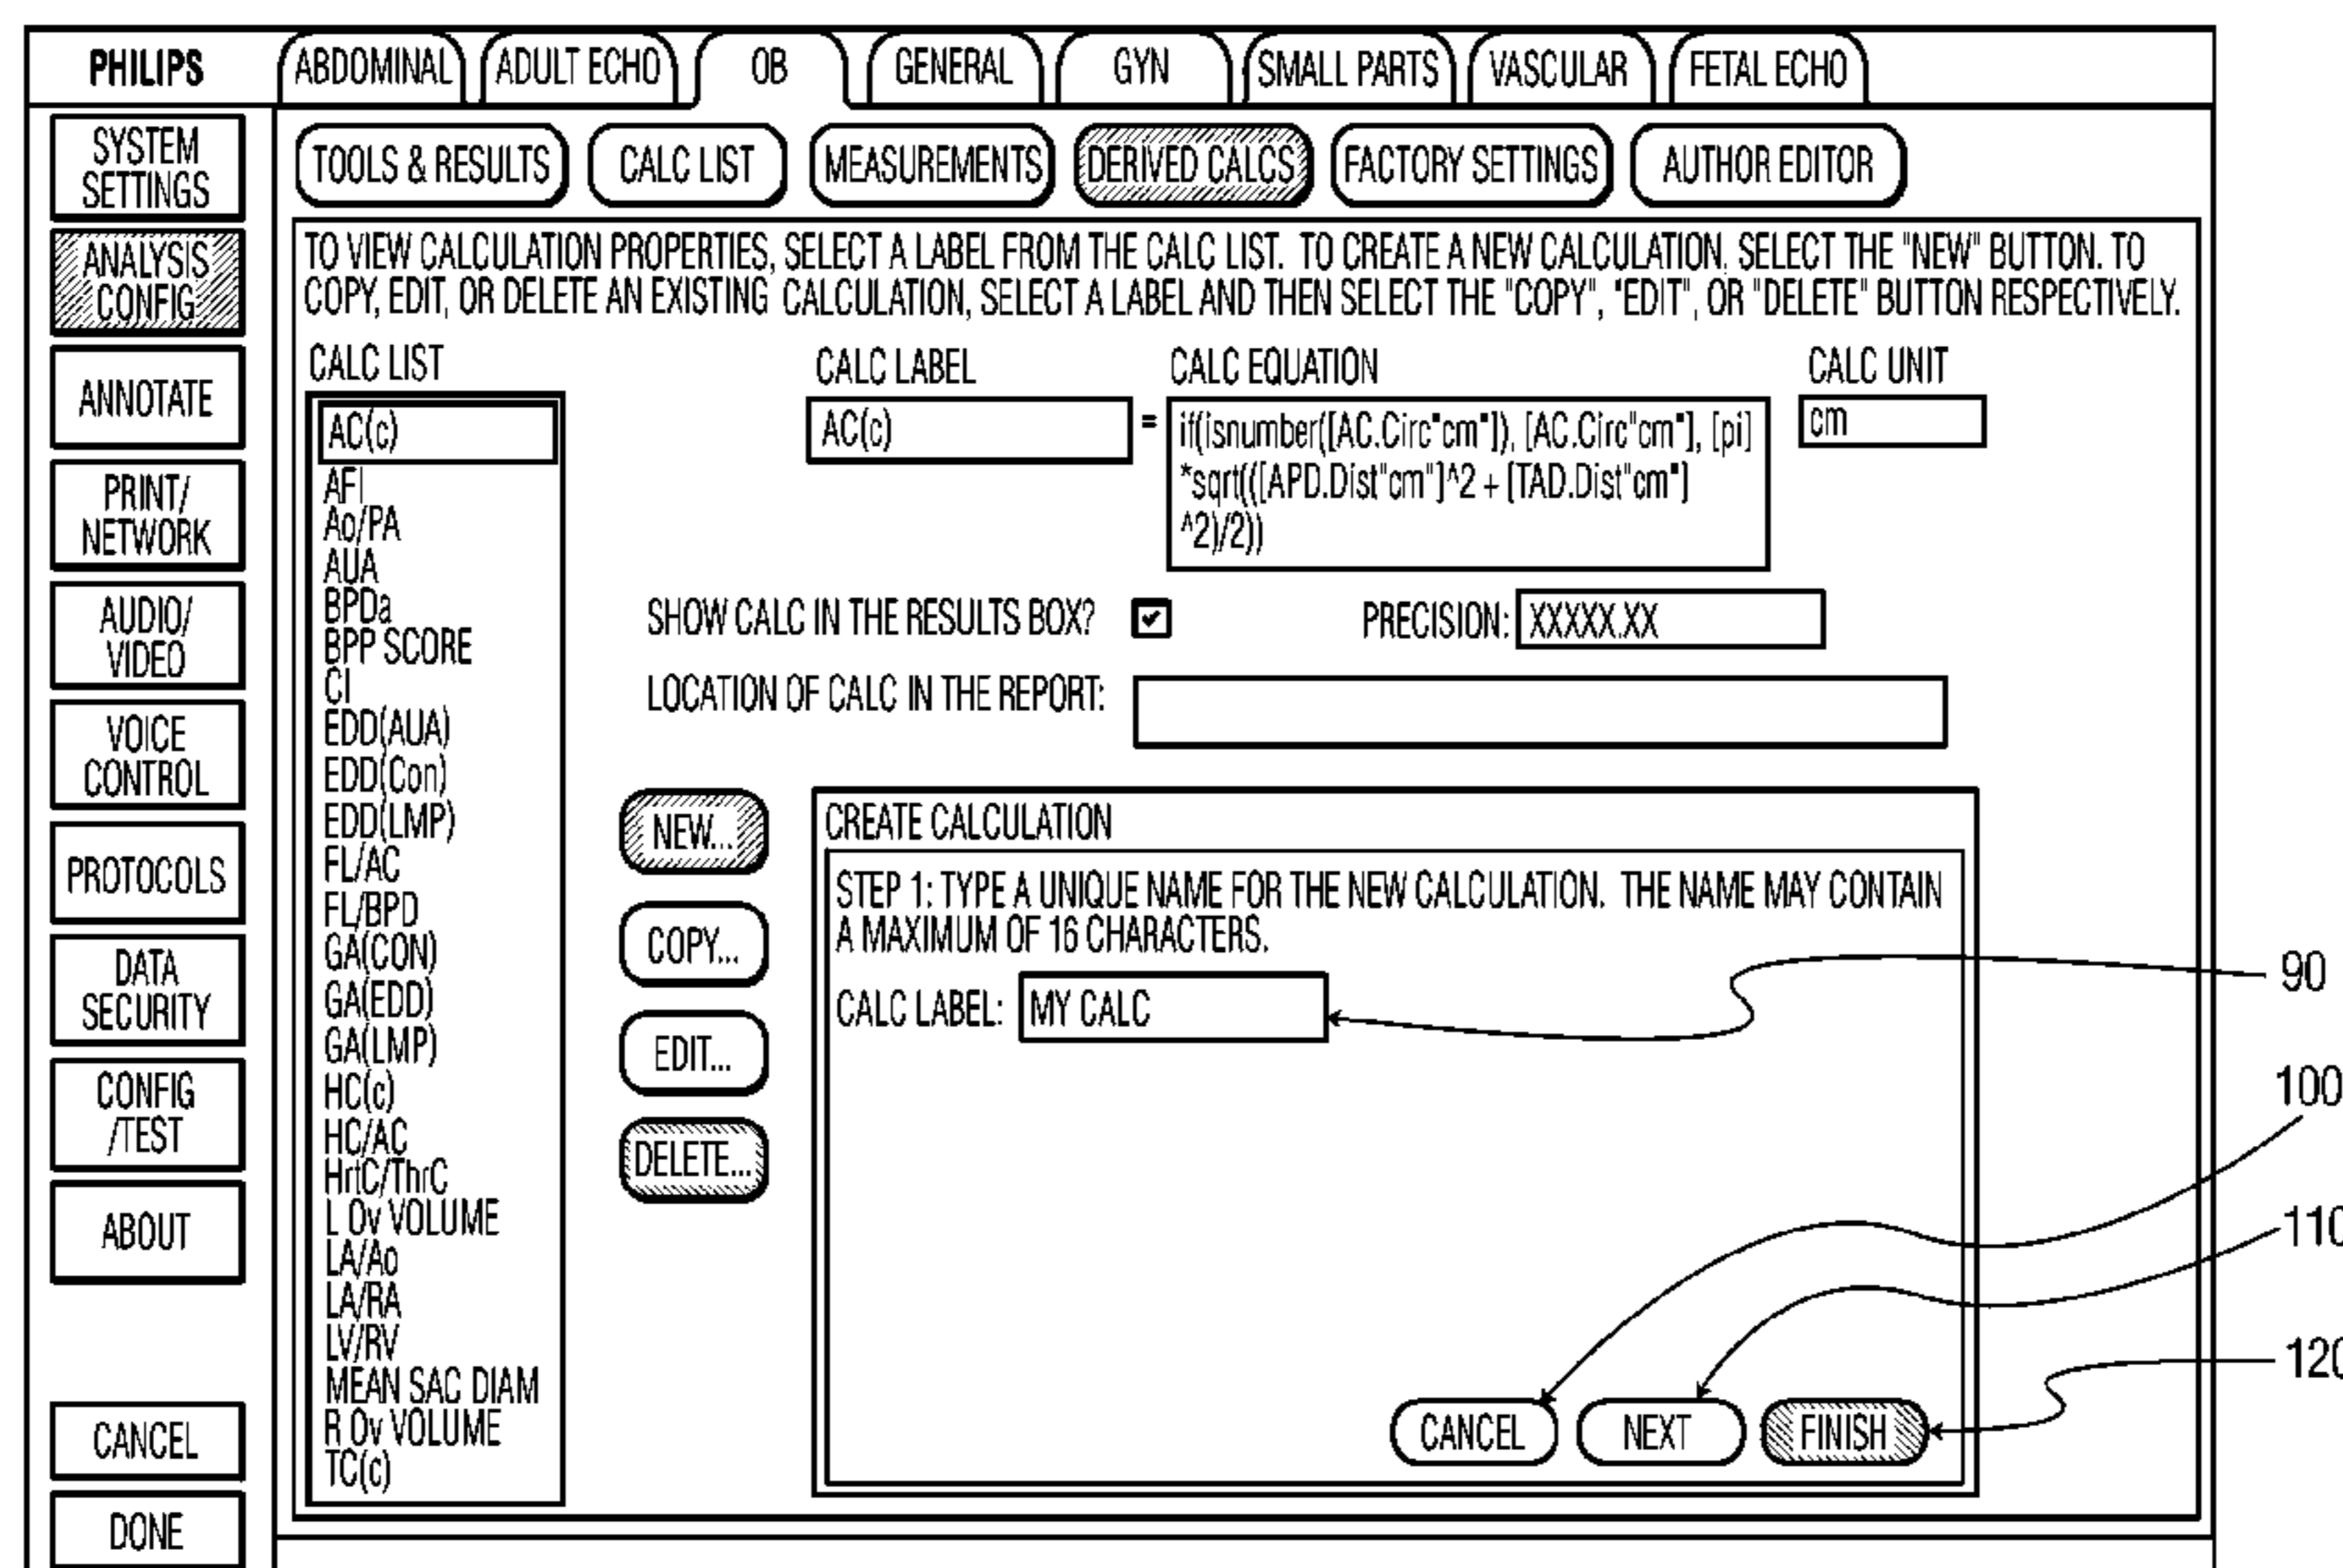 PHILIPS
ABDOMINAL
ADULT ECHO
OB
GENERAL
GYN
SMALL PARTS
VASCULAR
FETAL ECHO
SYSTEM
SETTINGS
ANALYSIS
CONFIG
ANNOTATE
PRINT/
NETWORK
AUDIO/
VIDEO
VOICE
CONTROL
PROTOCOLS
DATA
SECURITY
CONFIG
/TEST
ABOUT
CANCEL
DONE
TOOLS & RESULTS
CALC LIST
MEASUREMENTS
DERIVED CALCS
FACTORY SETTINGS
AUTHOR EDITOR
TO VIEW CALCULATION PROPERTIES, SELECT A LABEL FROM THE CALC LIST. TO CREATE A NEW CALCULATION, SELECT THE "NEW" BUTTON. TO
COPY, EDIT, OR DELETE AN EXISTING CALCULATION, SELECT A LABEL AND THEN SELECT THE "COPY", "EDIT", OR "DELETE" BUTTON RESPECTIVELY.
CALC LIST
AC(c)
AFI
Ao/PA
AUA
BPDa
BPP SCORE
CI
EDD(AUA)
EDD(Con)
EDD(LMP)
FL/AC
FL/BPD
GA(CON)
GA(EDD)
GA(LMP)
HC(c)
HC/AC
HrtC/ThrC
L Ov VOLUME
LA/Ao
LA/RA
LV/RV
MEAN SAC DIAM
R Ov VOLUME
TC(c)
CALC LABEL
AC(c)
=
CALC EQUATION
if(isnumber([AC.Circ"cm"]), [AC.Circ"cm"], [pi]
*sqrt(([APD.Dist"cm"]^2 + [TAD.Dist"cm"]
^2)/2))
CALC UNIT
cm
SHOW CALC IN THE RESULTS BOX?
PRECISION: XXXXX.XX
LOCATION OF CALC IN THE REPORT:
NEW...
COPY...
EDIT...
DELETE...
CREATE CALCULATION
STEP 1: TYPE A UNIQUE NAME FOR THE NEW CALCULATION. THE NAME MAY CONTAIN
A MAXIMUM OF 16 CHARACTERS.
CALC LABEL: MY CALC
CANCEL
NEXT
FINISH
90
100
110
120